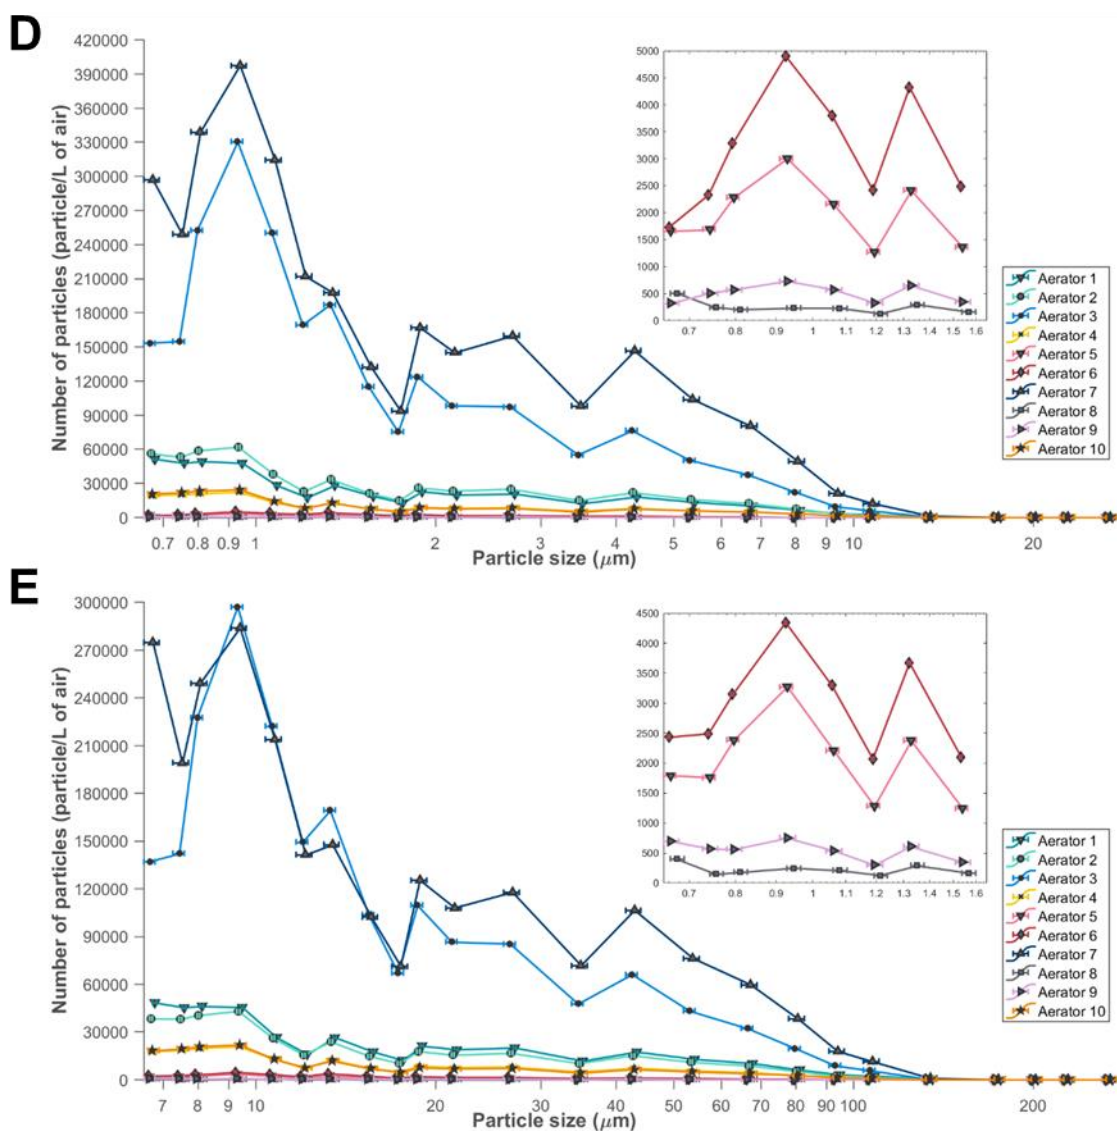 D
Number of particles (particle/L of air)
420000
390000
360000
330000
300000
270000
240000
210000
180000
150000
120000
90000
60000
30000
0
0.7 0.8 0.9 1 2 3 4 5 6 7 8 9 10 20
Particle size (μm)
5000
4500
4000
3500
3000
2500
2000
1500
1000
500
0
0.7 0.8 0.9 1 1.1 1.2 1.3 1.4 1.5 1.6
Aerator 1
Aerator 2
Aerator 3
Aerator 4
Aerator 5
Aerator 6
Aerator 7
Aerator 8
Aerator 9
Aerator 10
E
Number of particles (particle/L of air)
300000
270000
240000
210000
180000
150000
120000
90000
60000
30000
0
7 8 9 10 20 30 40 50 60 70 80 90 100 200
Particle size (μm)
4500
4000
3500
3000
2500
2000
1500
1000
500
0
0.7 0.8 0.9 1 1.1 1.2 1.3 1.4 1.5 1.6
Aerator 1
Aerator 2
Aerator 3
Aerator 4
Aerator 5
Aerator 6
Aerator 7
Aerator 8
Aerator 9
Aerator 10